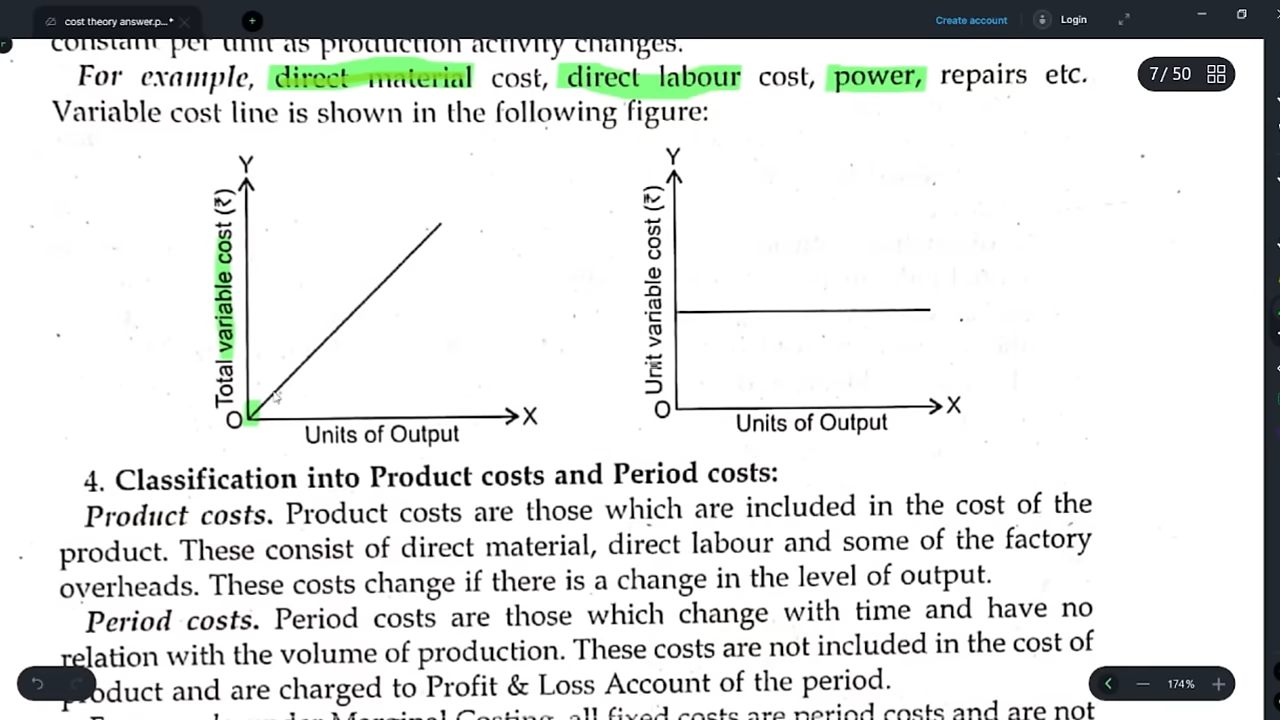 cost theory answer.p...*
+
Create account
Login
constant per unit as production activity changes.
For example, direct material cost, direct labour cost, power, repairs etc.
7 / 50
Variable cost line is shown in the following figure:
Y
Total variable cost (₹)
O
X
Units of Output
Y
Unit variable cost (₹)
O
X
Units of Output
4. Classification into Product costs and Period costs:
Product costs. Product costs are those which are included in the cost of the
product. These consist of direct material, direct labour and some of the factory
overheads. These costs change if there is a change in the level of output.
Period costs. Period costs are those which change with time and have no
relation with the volume of production. These costs are not included in the cost of
product and are charged to Profit & Loss Account of the period.
174%
under Marginal Costing, all fixed costs are period costs and are not